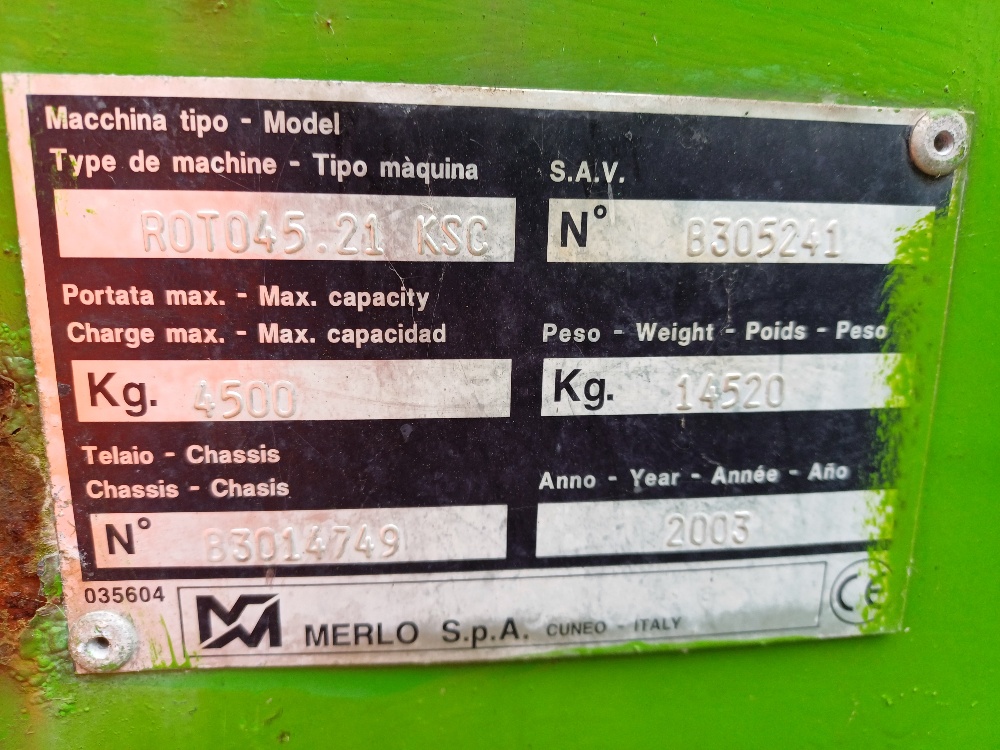 Macchina tipo - Model
Type de machine - Tipo màquina
ROTO45.21 KSC
S.A.V.
N° B305241
Portata max. - Max. capacity
Charge max. - Max. capacidad
Kg. 4500
Peso - Weight - Poids - Peso
Kg. 14520
Telaio - Chassis
Chassis - Chasis
N° B3014749
Anno - Year - Année - Año
2003
035604
MERLO S.p.A. CUNEO - ITALY
CE